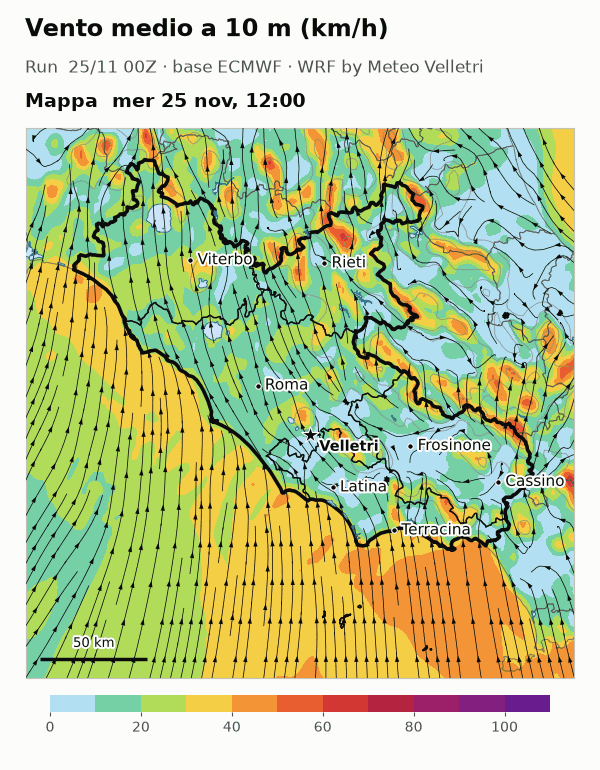 Vento medio a 10 m (km/h)
Run  25/11 00Z · base ECMWF · WRF by Meteo Velletri
Mappa  mer 25 nov, 12:00
Viterbo
Rieti
Roma
Velletri
Frosinone
Cassino
Latina
Terracina
50 km
0 20 40 60 80 100